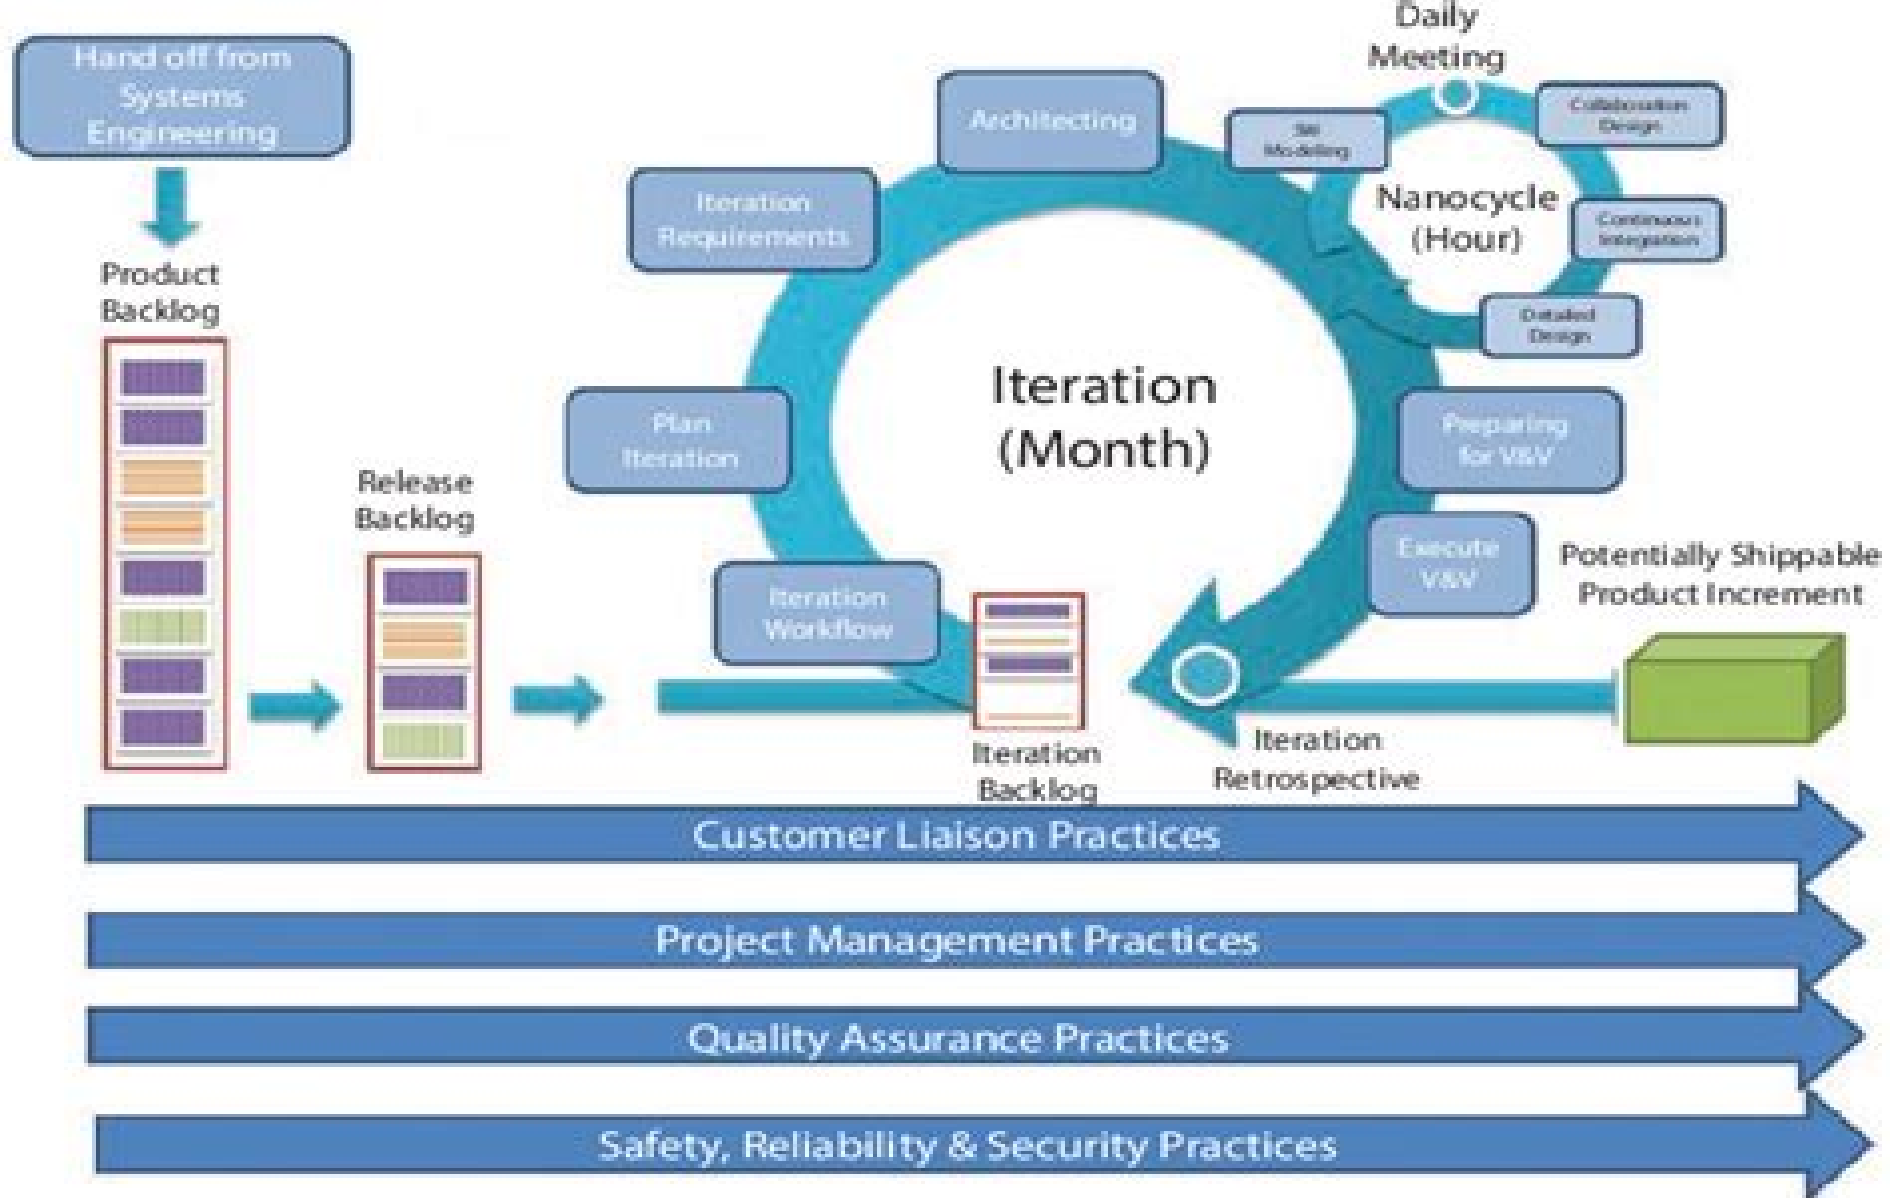 Hand off from
Systems
Engineering
Product
Backlog
Release
Backlog
Iteration
Workflow
Plan
Iteration
Iteration
Requirements
Architecting
Iteration
(Month)
Daily
Meeting
Modeling
Nanocycle
(Hour)
Collaboration
Design
Continuous
Integration
Detailed
Design
Preparing
for V&V
Execute
V&V
Potentially Shippable
Product Increment
Iteration
Backlog
Iteration
Retrospective
Customer Liaison Practices
Project Management Practices
Quality Assurance Practices
Safety, Reliability & Security Practices